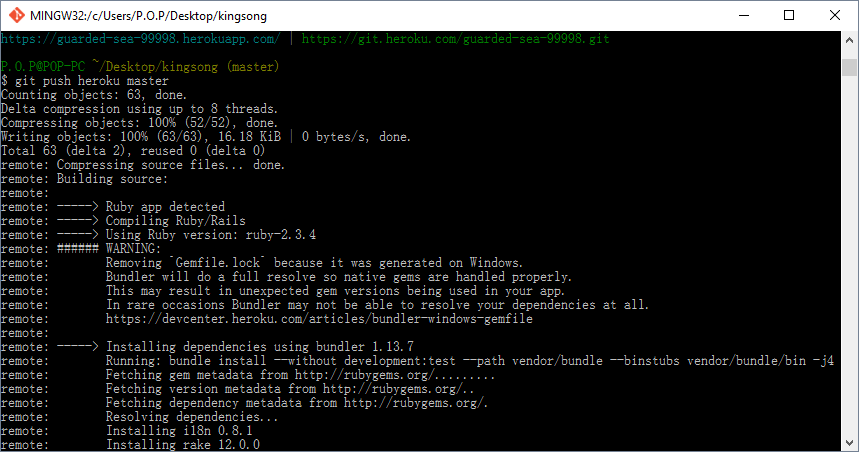 MINGW32:/c/Users/P.O.P/Desktop/kingsong
https://guarded-sea-99998.herokuapp.com/ | https://git.heroku.com/guarded-sea-99998.git
P.O.P@POP-PC ~/Desktop/kingsong (master)
$ git push heroku master
Counting objects: 63, done.
Delta compression using up to 8 threads.
Compressing objects: 100% (52/52), done.
Writing objects: 100% (63/63), 16.18 KiB | 0 bytes/s, done.
Total 63 (delta 2), reused 0 (delta 0)
remote: Compressing source files... done.
remote: Building source:
remote:
remote: -----> Ruby app detected
remote: -----> Compiling Ruby/Rails
remote: -----> Using Ruby version: ruby-2.3.4
remote: ###### WARNING:
remote:        Removing `Gemfile.lock` because it was generated on Windows.
remote:        Bundler will do a full resolve so native gems are handled properly.
remote:        This may result in unexpected gem versions being used in your app.
remote:        In rare occasions Bundler may not be able to resolve your dependencies at all.
remote:        https://devcenter.heroku.com/articles/bundler-windows-gemfile
remote:
remote: -----> Installing dependencies using bundler 1.13.7
remote:        Running: bundle install --without development:test --path vendor/bundle --binstubs vendor/bundle/bin -j4
remote:        Fetching gem metadata from http://rubygems.org/.........
remote:        Fetching version metadata from http://rubygems.org/..
remote:        Fetching dependency metadata from http://rubygems.org/.
remote:        Resolving dependencies...
remote:        Installing i18n 0.8.1
remote:        Installing rake 12.0.0